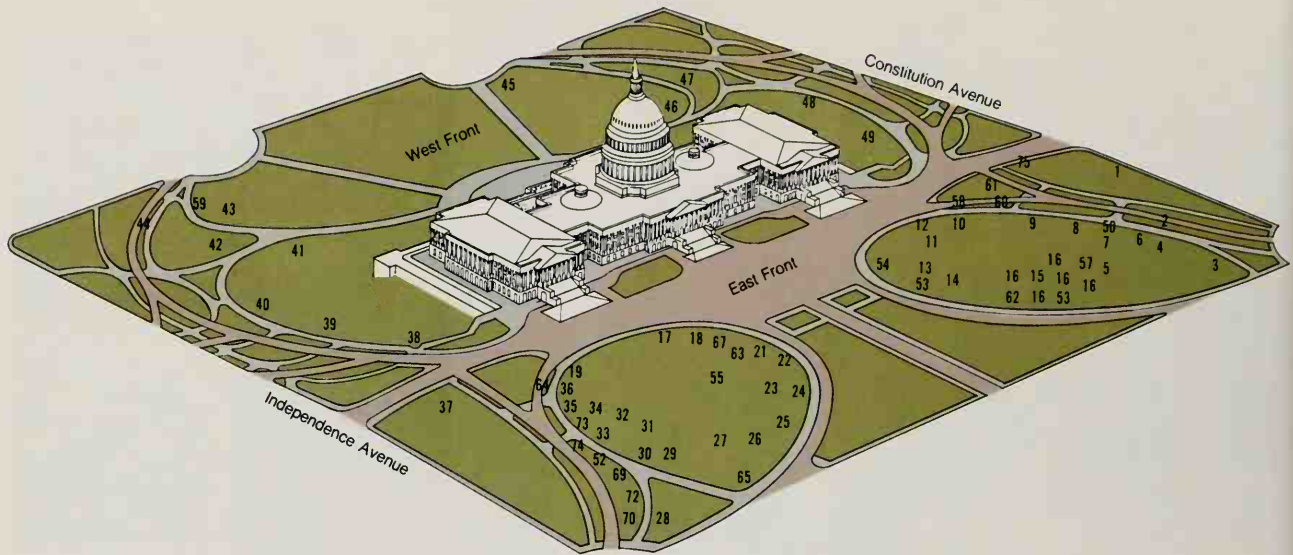 Constitution Avenue
47
45
46
48
49
West Front
75
1
61
58 60
59
43
44
12 10 9 8 50 2
11 7 6 4
42
41
54 13 16 57 5 3
53 14 16 15 16 16
62 16 53
East Front
40
39
38
17 18 67
63 21 22
19
64 36
55
23 24
37
35 34 32
73 31 25
33
74
27 26
52 30 29
69 65
72
70 28
Independence Avenue